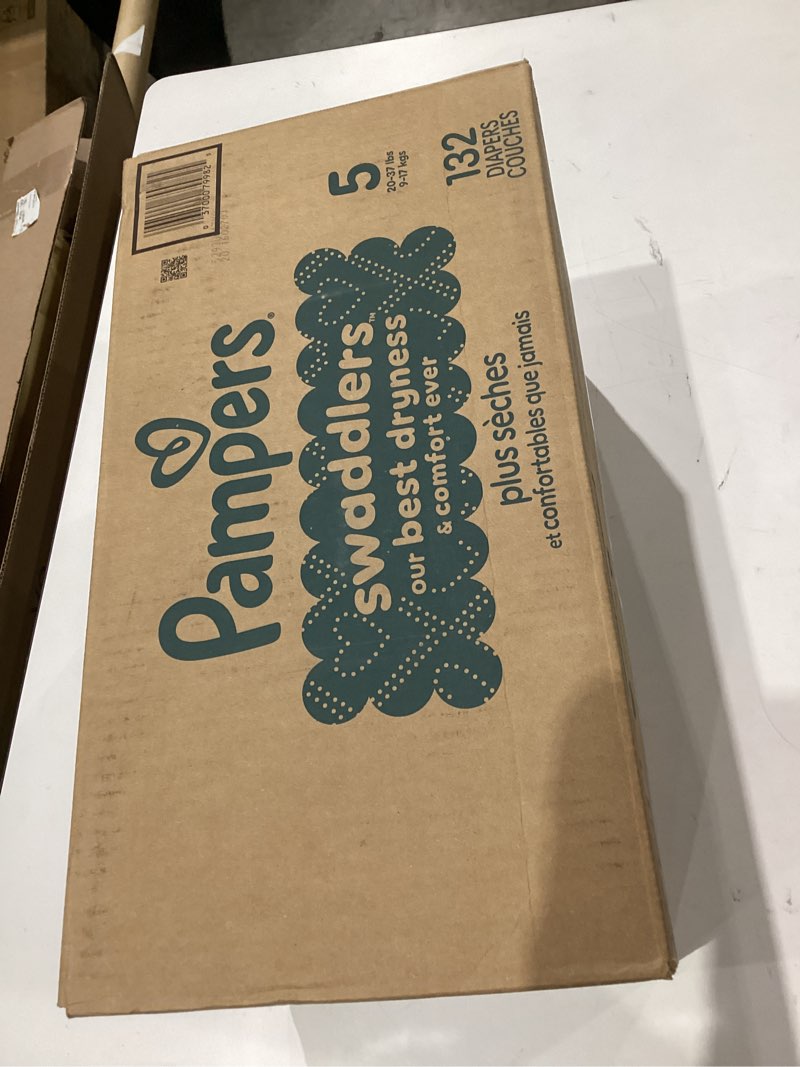 Pampers®
swaddlers™
our best dryness
& comfort ever
plus sèches
et confortables que jamais
5
20-37 lbs
9-17 kgs
132
DIAPERS
COUCHES